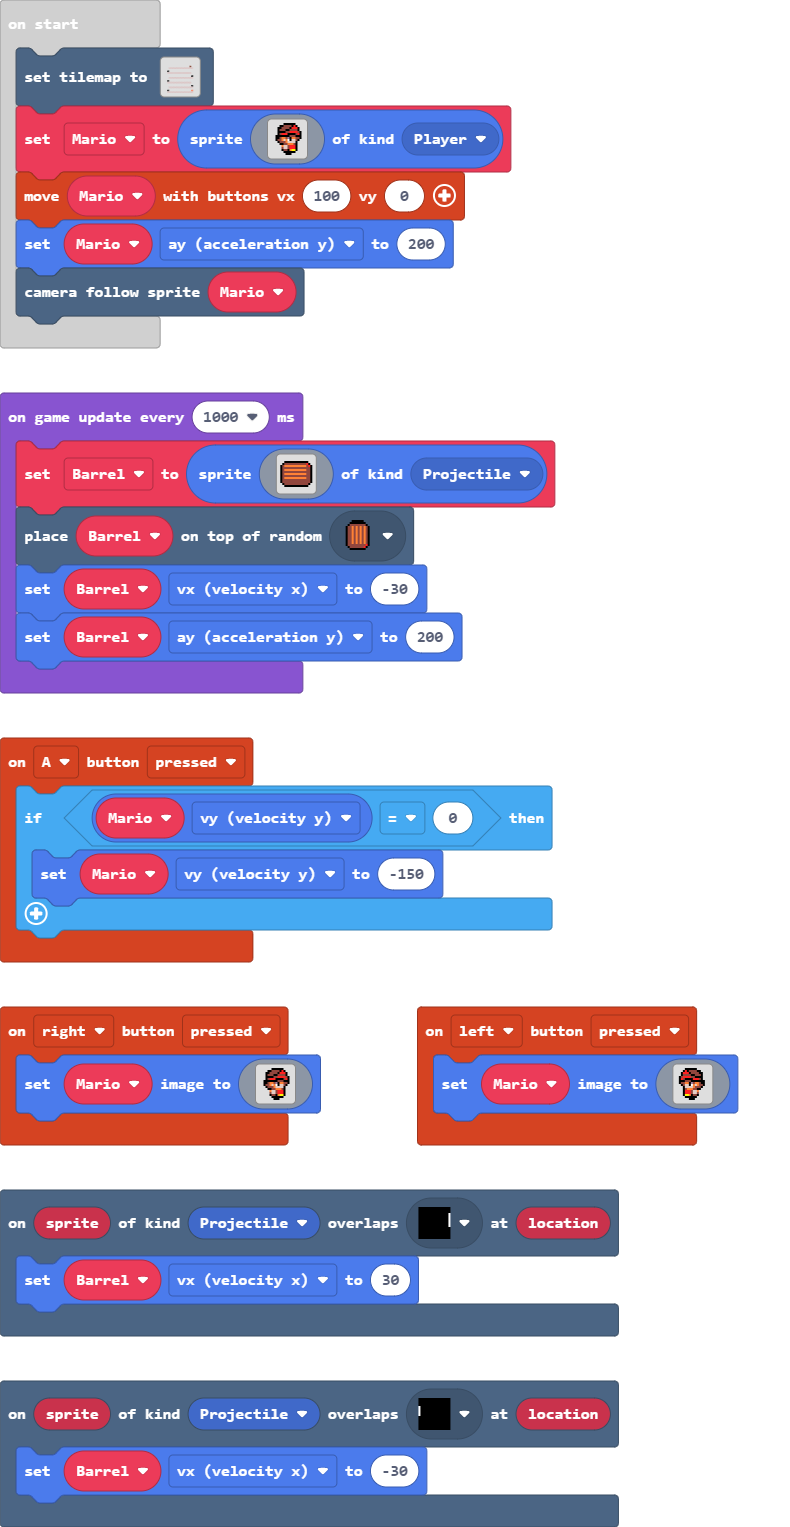 on start
set tilemap to
set Mario to sprite of kind Player
move Mario with buttons vx 100 vy 0
set Mario ay (acceleration y) to 200
camera follow sprite Mario
on game update every 1000 ms
set Barrel to sprite of kind Projectile
place Barrel on top of random
set Barrel vx (velocity x) to -30
set Barrel ay (acceleration y) to 200
on A button pressed
if Mario vy (velocity y) = 0 then
set Mario vy (velocity y) to -150
on right button pressed
set Mario image to
on left button pressed
set Mario image to
on sprite of kind Projectile overlaps at location
set Barrel vx (velocity x) to 30
on sprite of kind Projectile overlaps at location
set Barrel vx (velocity x) to -30